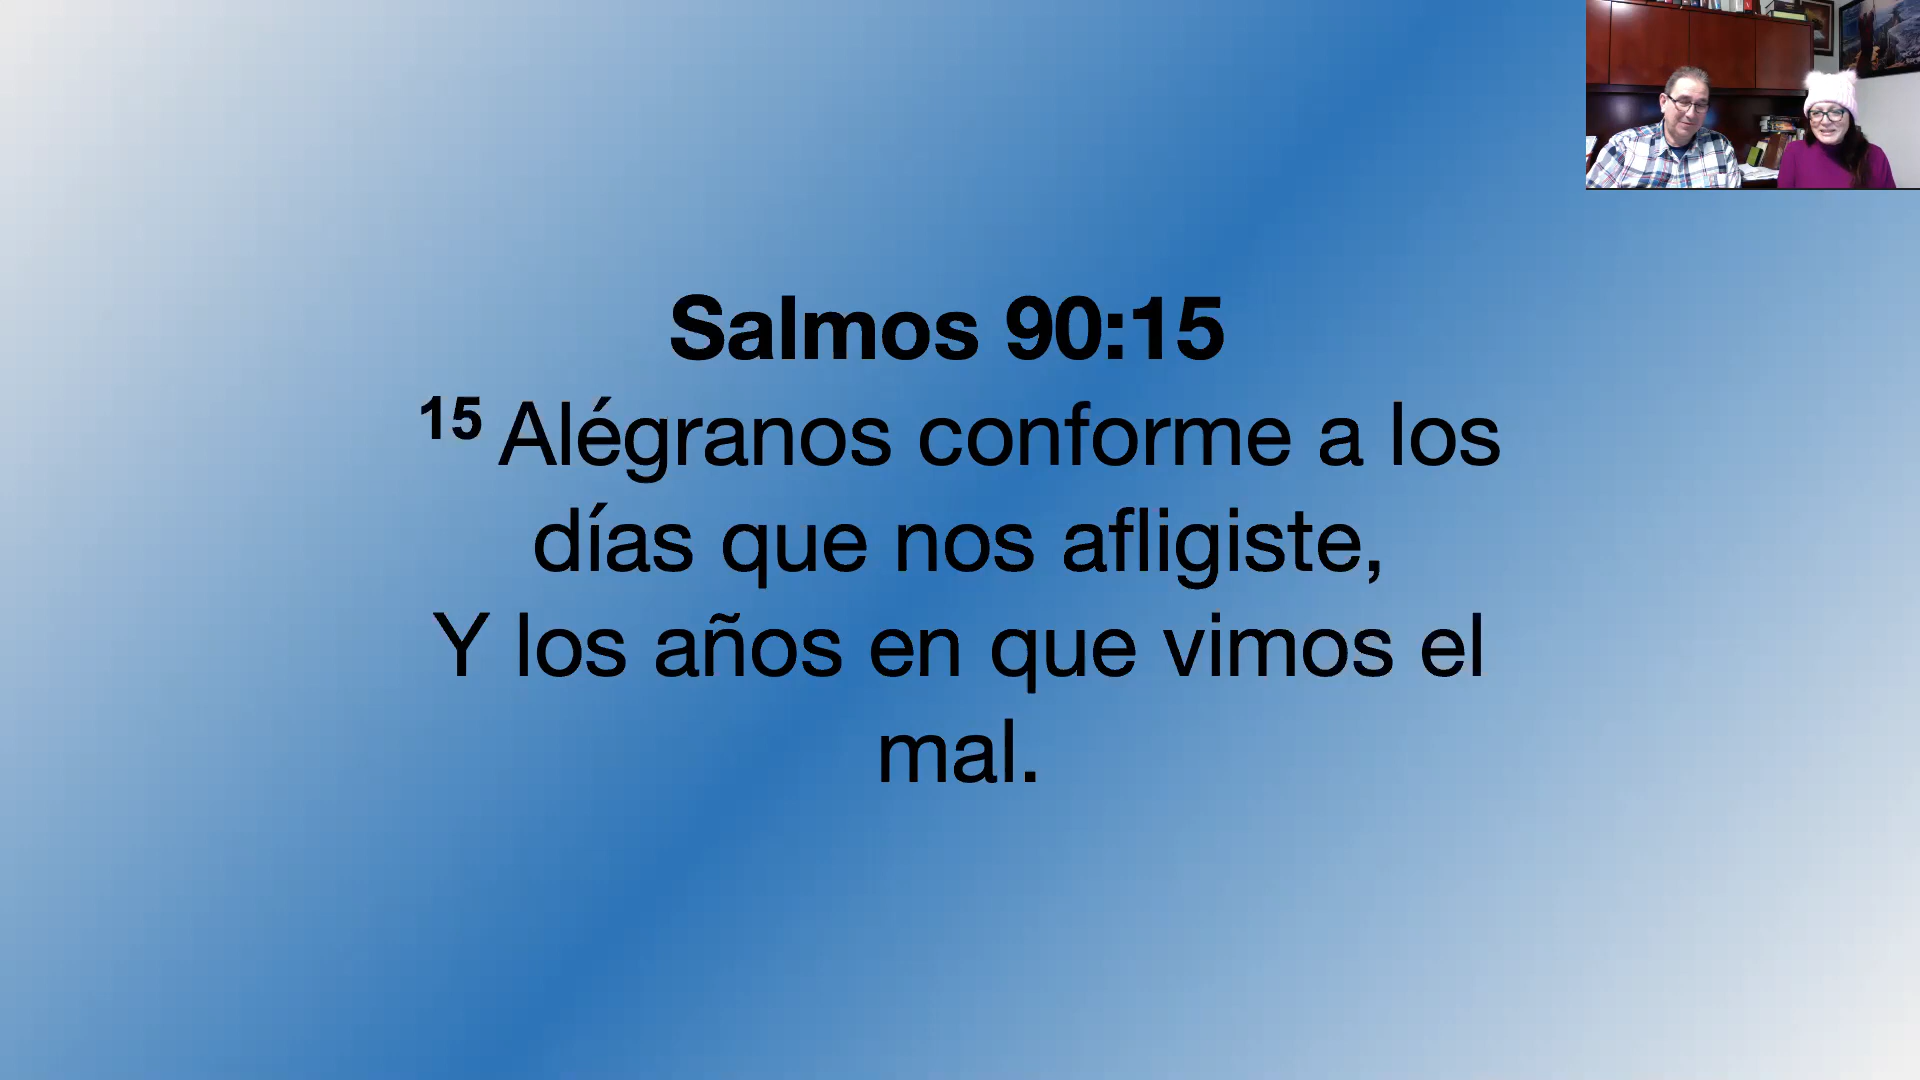 Salmos 90:15
15 Alégranos conforme a los
días que nos afligiste,
Y los años en que vimos el
mal.